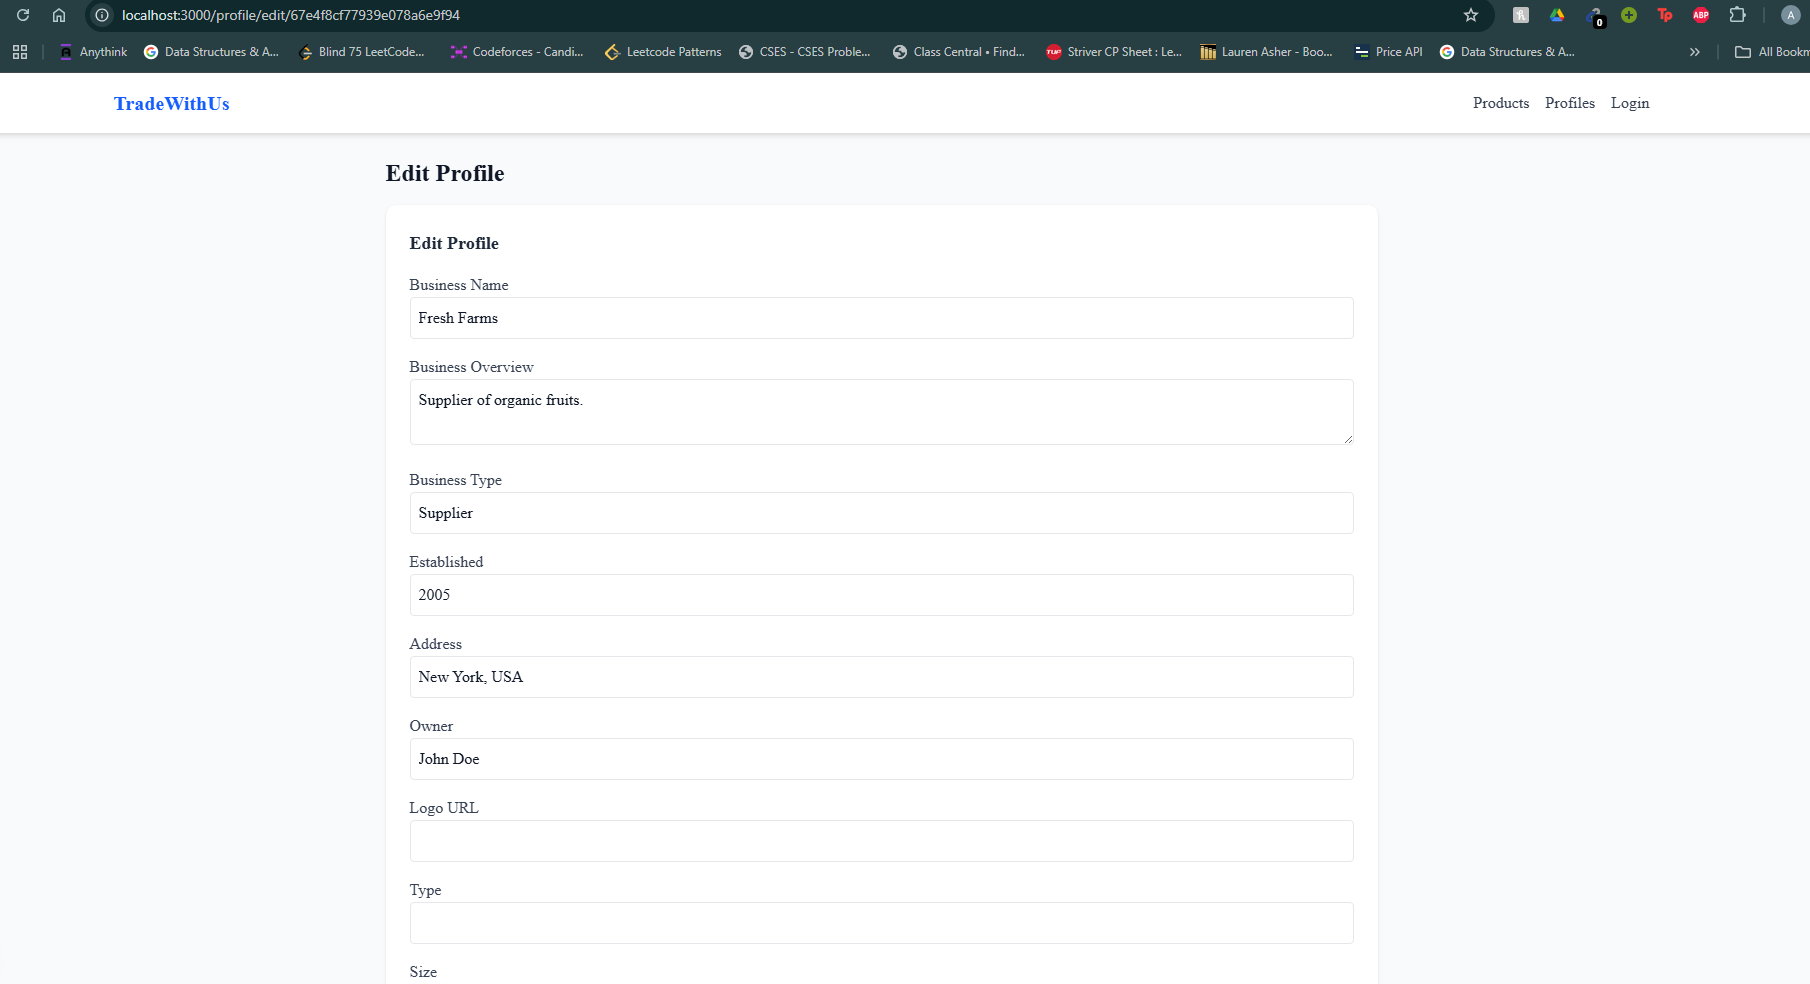 localhost:3000/profile/edit/67e4f8cf77939e078a6e9f94
0
Tp
ABP
A
Anythink
Data Structures & A...
Blind 75 LeetCode...
Codeforces - Candi...
Leetcode Patterns
CSES - CSES Proble...
Class Central • Find...
Striver CP Sheet : Le...
Lauren Asher - Boo...
Price API
Data Structures & A...
»
All Bookm
TradeWithUs
Products
Profiles
Login
Edit Profile
Edit Profile
Business Name
Fresh Farms
Business Overview
Supplier of organic fruits.
Business Type
Supplier
Established
2005
Address
New York, USA
Owner
John Doe
Logo URL
Type
Size